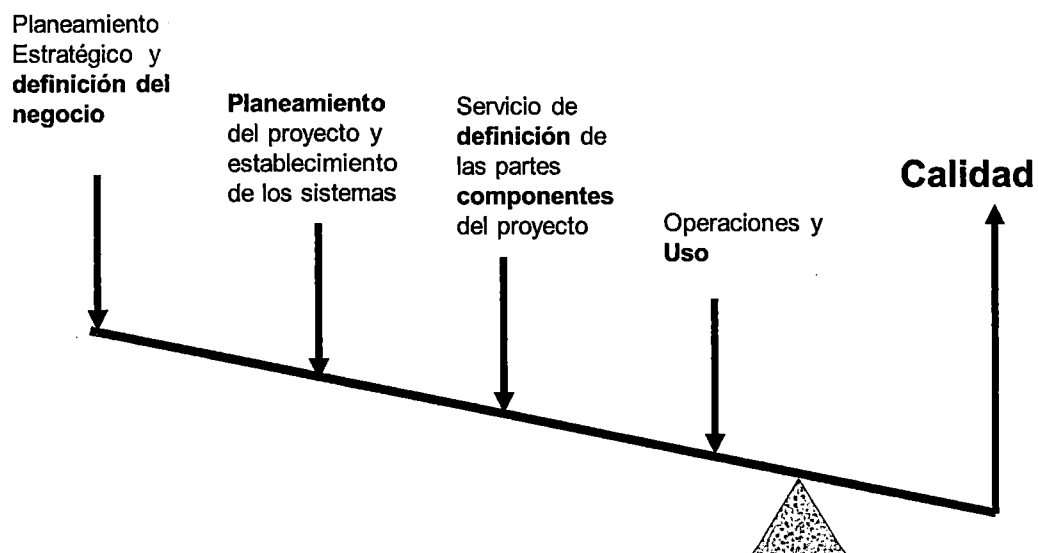 Planeamiento
Estratégico y
definición del
negocio
Planeamiento
del proyecto y
establecimiento
de los sistemas
Servicio de
definición de
las partes
componentes
del proyecto
Operaciones y
Uso
Calidad